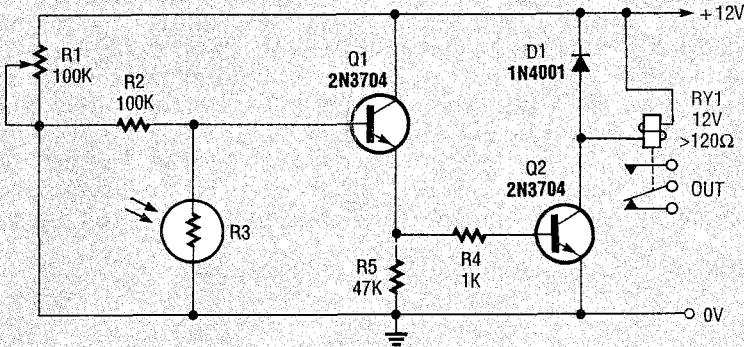 +12V
R1
100K
R2
100K
Q1
2N3704
D1
1N4001
RY1
12V
>120Ω
OUT
Q2
2N3704
R3
R4
1K
R5
47K
0V